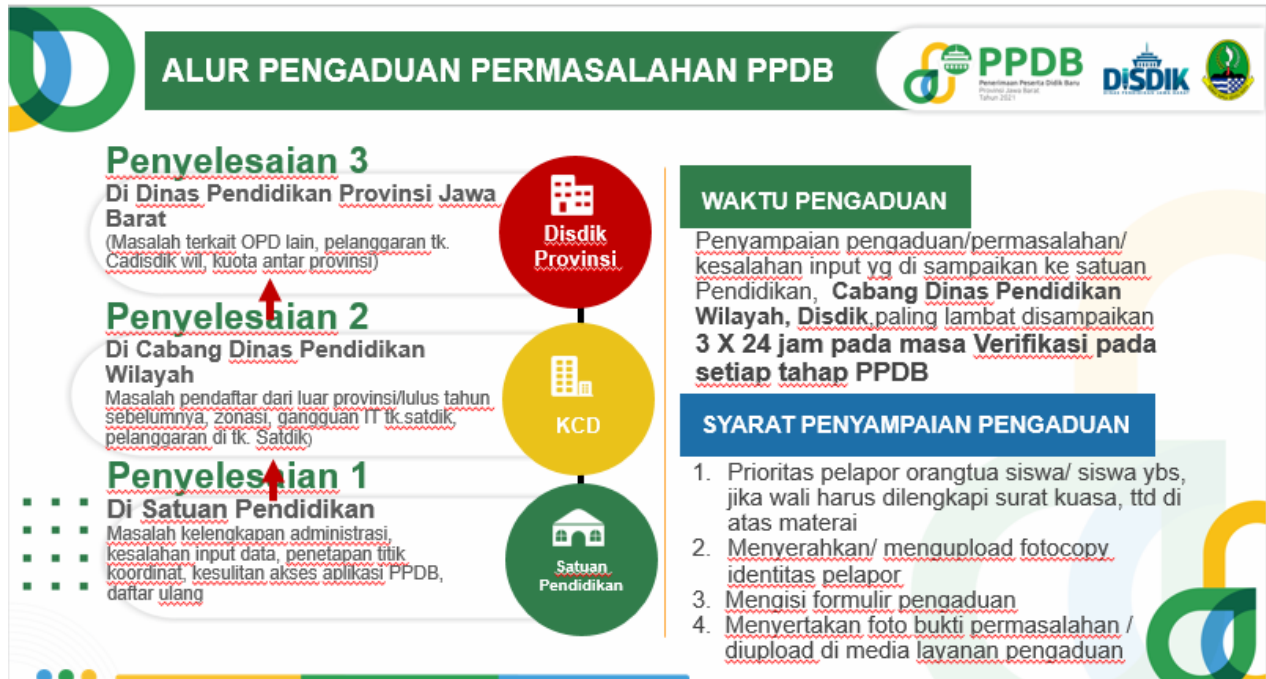 ALUR PENGADUAN PERMASALAHAN PPDB
PPDB
Penerimaan Peserta Didik Baru
Provinsi Jawa Barat
Tahun 2021
DISDIK
DINAS PENDIDIKAN JAWA BARAT
Penyelesaian 3
Di Dinas Pendidikan Provinsi Jawa
Barat
(Masalah terkait OPD lain, pelanggaran tk.
Cadisdik wil, kuota antar provinsi)
Disdik
Provinsi
Penyelesaian 2
Di Cabang Dinas Pendidikan
Wilayah
Masalah pendaftar dari luar provinsi/lulus tahun
sebelumnya, zonasi, gangguan IT tk.satdik,
pelanggaran di tk. Satdik)
KCD
Penyelesaian 1
Di Satuan Pendidikan
Masalah kelengkapan administrasi,
kesalahan input data, penetapan titik
koordinat, kesulitan akses aplikasi PPDB,
daftar ulang
Satuan
Pendidikan
WAKTU PENGADUAN
Penyampaian pengaduan/permasalahan/
kesalahan input yg di sampaikan ke satuan
Pendidikan, Cabang Dinas Pendidikan
Wilayah, Disdik,paling lambat disampaikan
3 X 24 jam pada masa Verifikasi pada
setiap tahap PPDB
SYARAT PENYAMPAIAN PENGADUAN
1. Prioritas pelapor orangtua siswa/ siswa ybs,
jika wali harus dilengkapi surat kuasa, ttd di
atas materai
2. Menyerahkan/ mengupload fotocopy
identitas pelapor
3. Mengisi formulir pengaduan
4. Menyertakan foto bukti permasalahan /
diupload di media layanan pengaduan